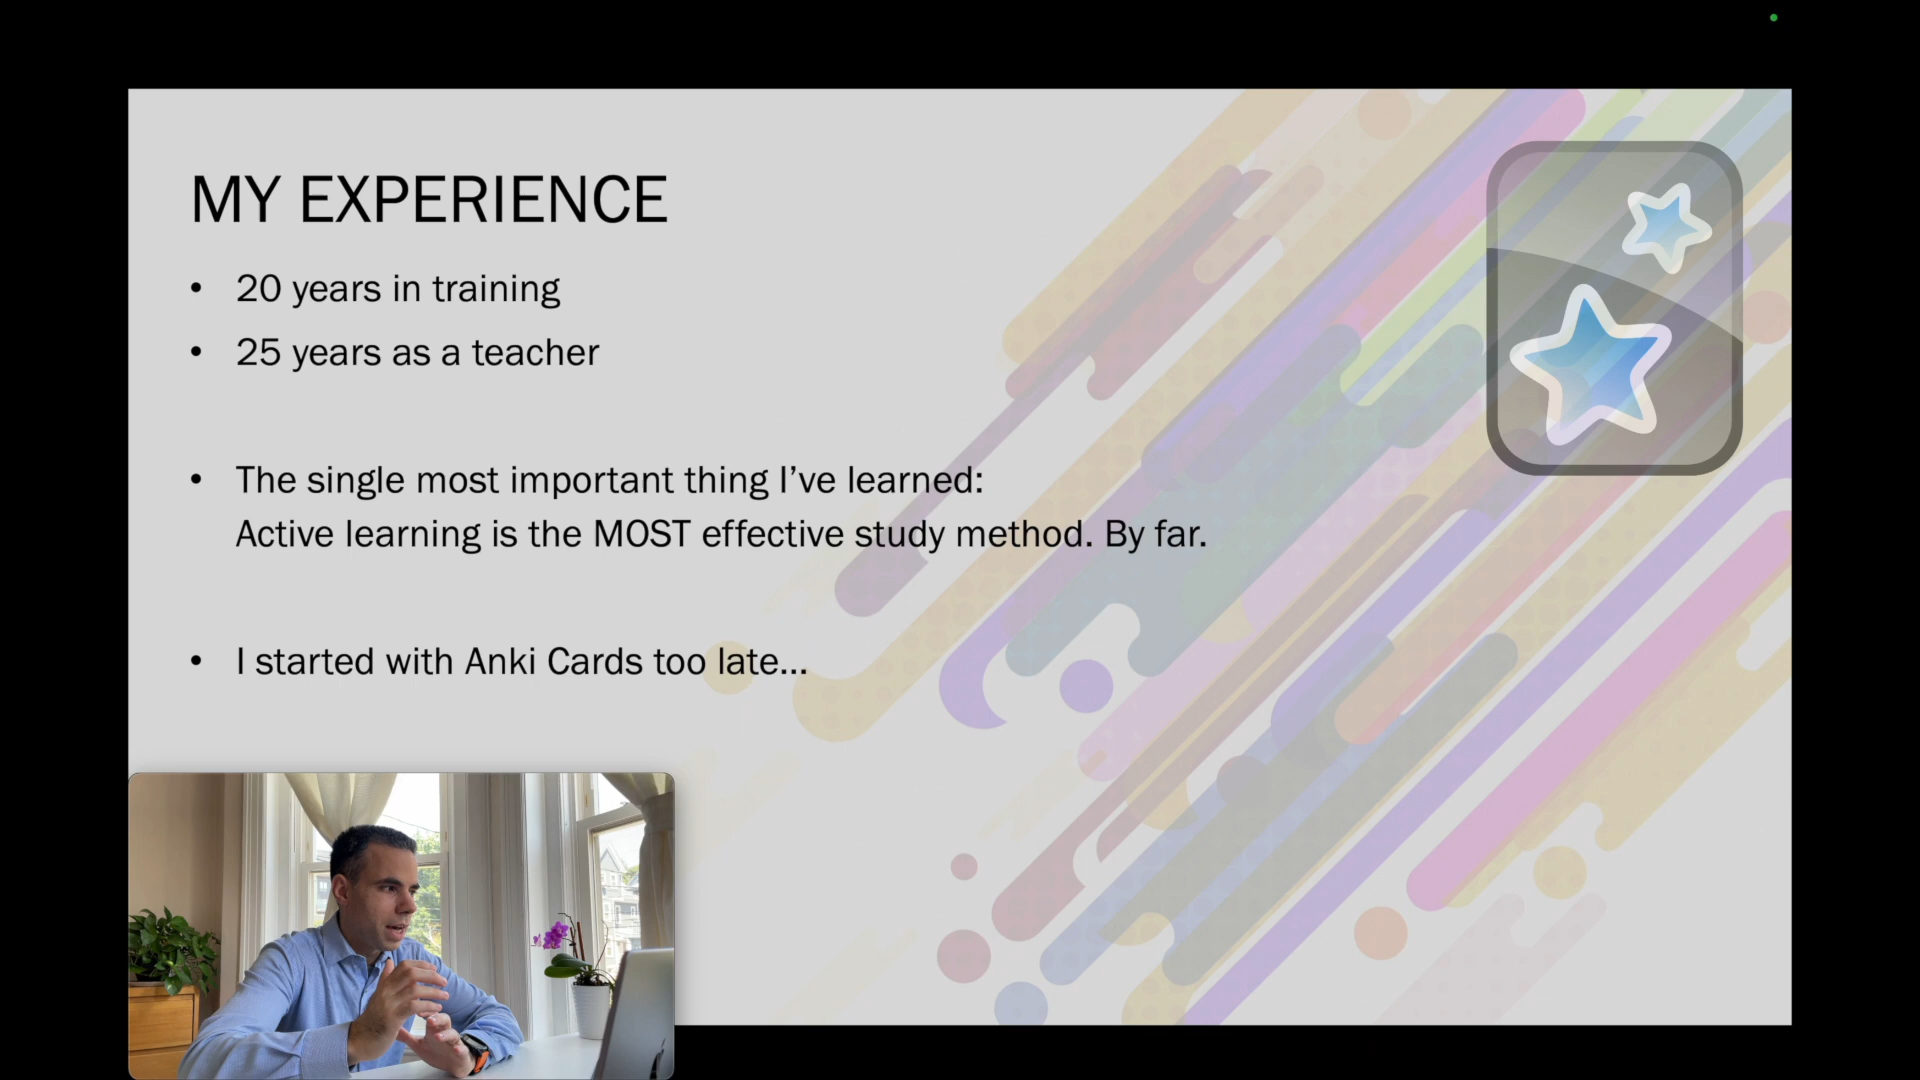 MY EXPERIENCE
• 20 years in training
• 25 years as a teacher
• The single most important thing I’ve learned:
Active learning is the MOST effective study method. By far.
• I started with Anki Cards too late...